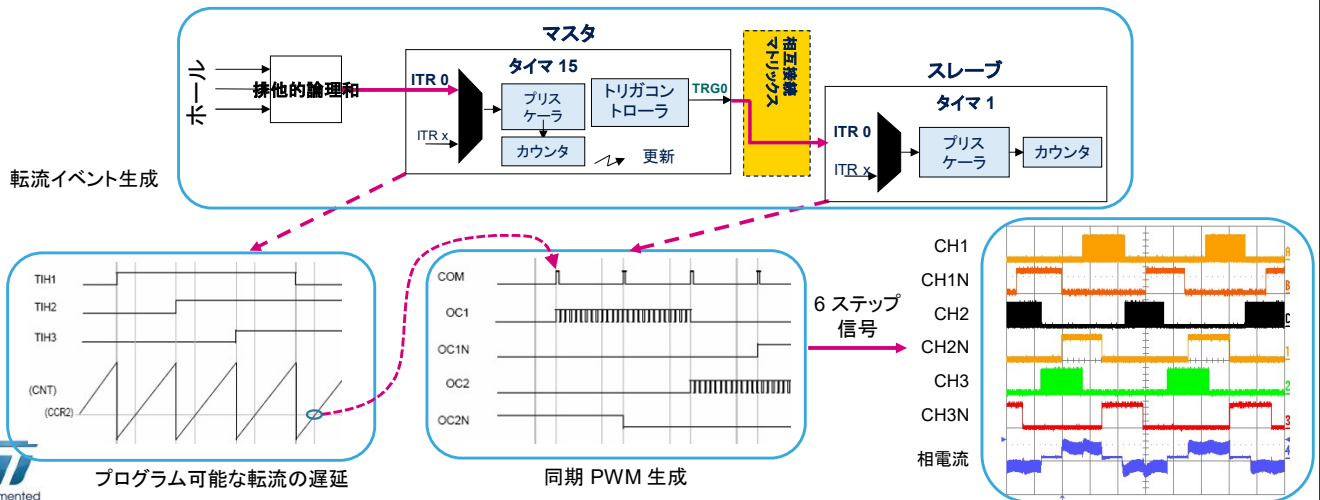 マスタ
ホール
排他的論理和
ITR 0
ITR x
タイマ 15
プリス
ケーラ
カウンタ
トリガコン
トローラ
更新
TRG0
相互接続
マトリックス
スレーブ
タイマ 1
ITR 0
ITR x
プリス
ケーラ
カウンタ
転流イベント生成
TIH1
TIH2
TIH3
(CNT)
(CCR2)
プログラム可能な転流の遅延
COM
OC1
OC1N
OC2
OC2N
同期 PWM 生成
6 ステップ
信号
CH1
CH1N
CH2
CH2N
CH3
CH3N
相電流
A
B
C
1
2
3
4
mented